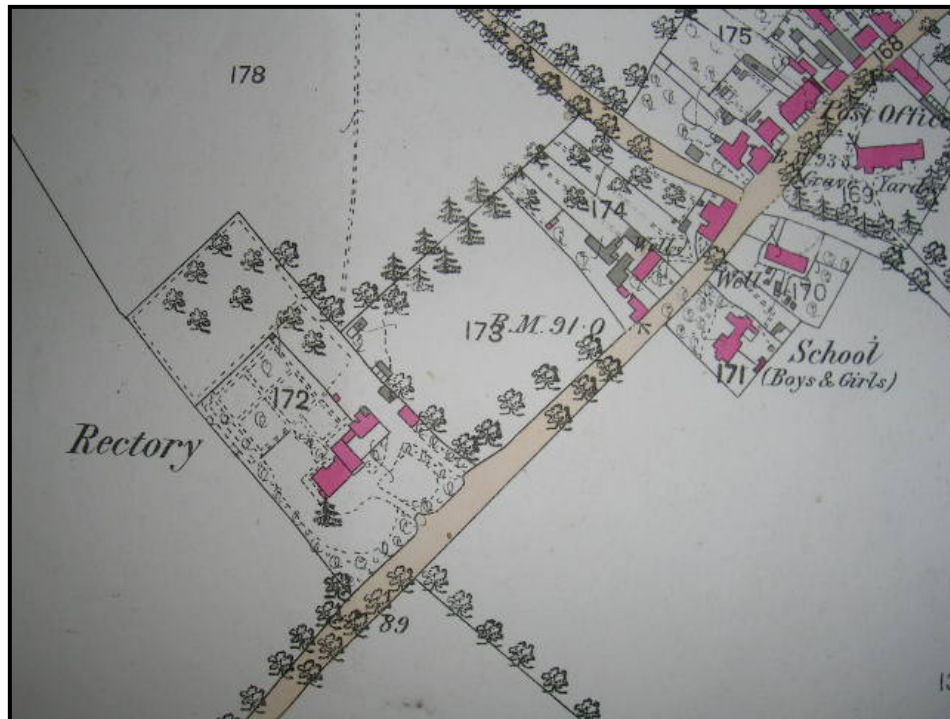 175
168
178
Post Office
B.M.93
Grave Yard
169
174
Well
Well
170
173
B.M. 91.0
School
(Boys & Girls)
171
172
Rectory
89